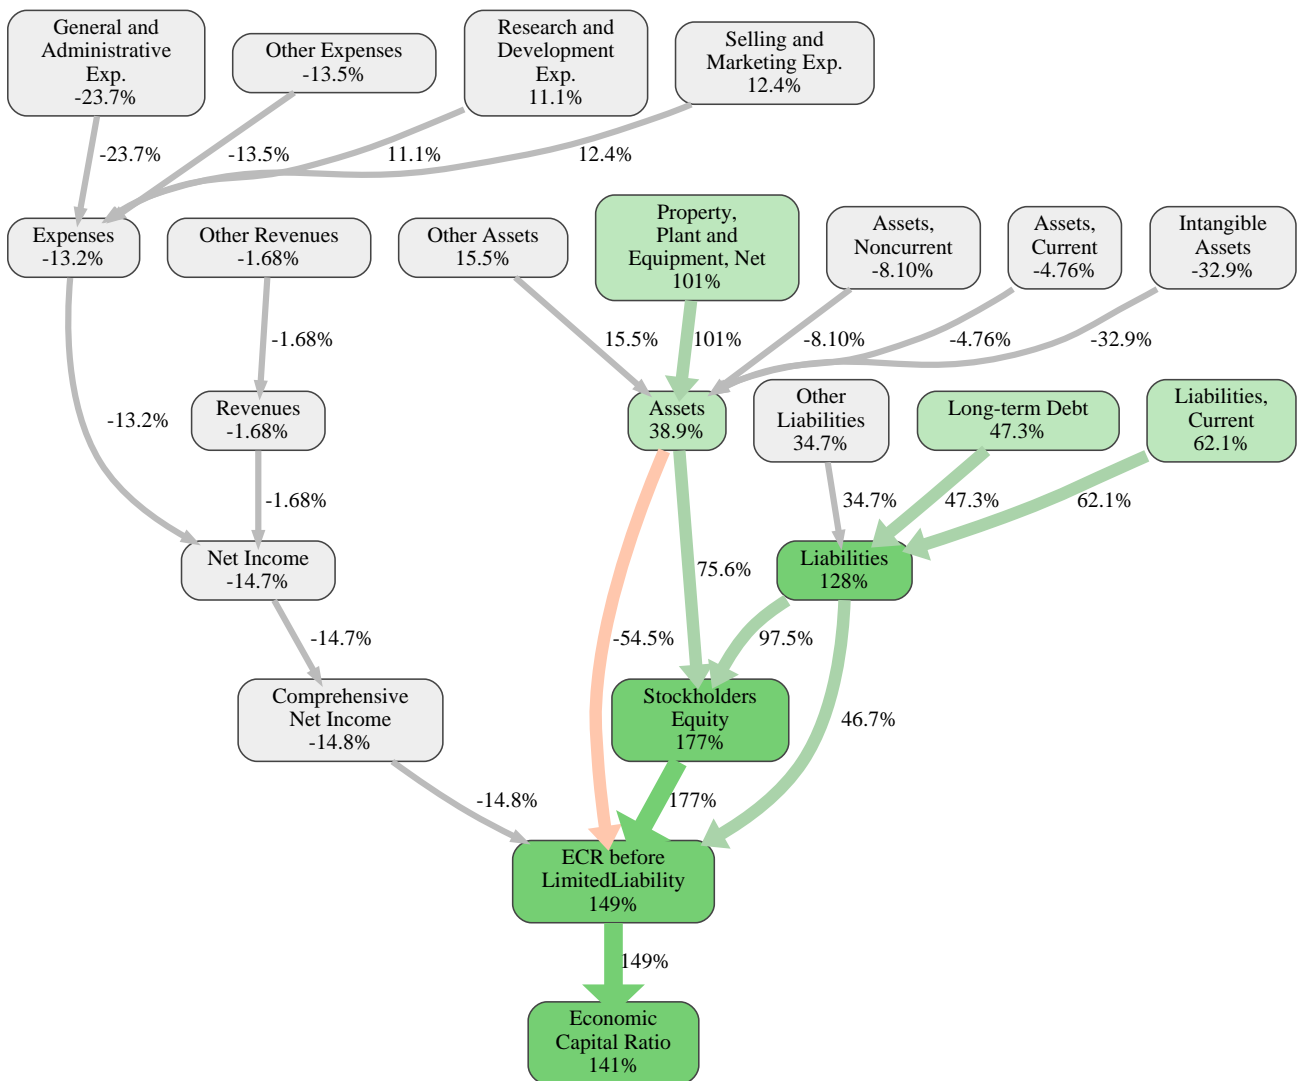 General and
Administrative
Exp.
-23.7%
Other Expenses
-13.5%
Research and
Development
Exp.
11.1%
Selling and
Marketing Exp.
12.4%
-23.7%
-13.5%
11.1%
12.4%
Expenses
-13.2%
Other Revenues
-1.68%
Other Assets
15.5%
Property,
Plant and
Equipment, Net
101%
Assets,
Noncurrent
-8.10%
Assets,
Current
-4.76%
Intangible
Assets
-32.9%
-1.68%
15.5%
101%
-8.10%
-4.76%
-32.9%
-13.2%
Revenues
-1.68%
Assets
38.9%
Other
Liabilities
34.7%
Long-term Debt
47.3%
Liabilities,
Current
62.1%
-1.68%
34.7%
47.3%
62.1%
Net Income
-14.7%
75.6%
Liabilities
128%
-14.7%
-54.5%
97.5%
Comprehensive
Net Income
-14.8%
Stockholders
Equity
177%
46.7%
-14.8%
177%
ECR before
LimitedLiability
149%
149%
Economic
Capital Ratio
141%